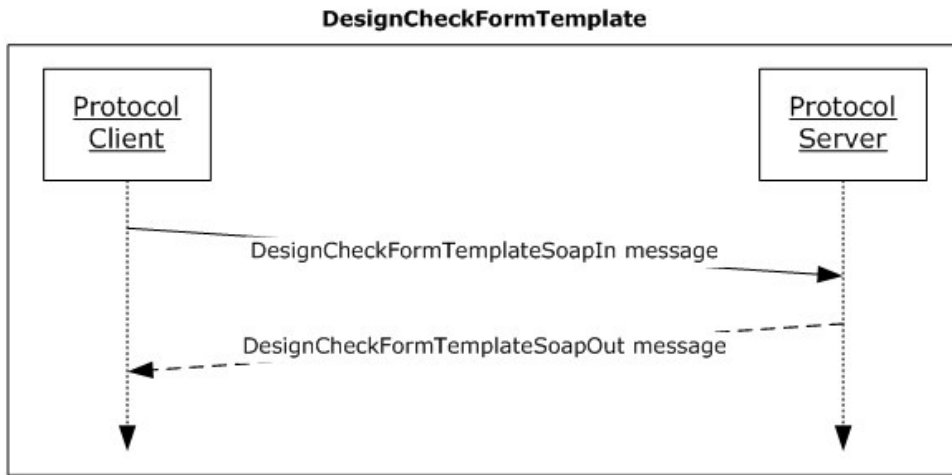 DesignCheckFormTemplate
Protocol
Client
Protocol
Server
DesignCheckFormTemplateSoapIn message
DesignCheckFormTemplateSoapOut message